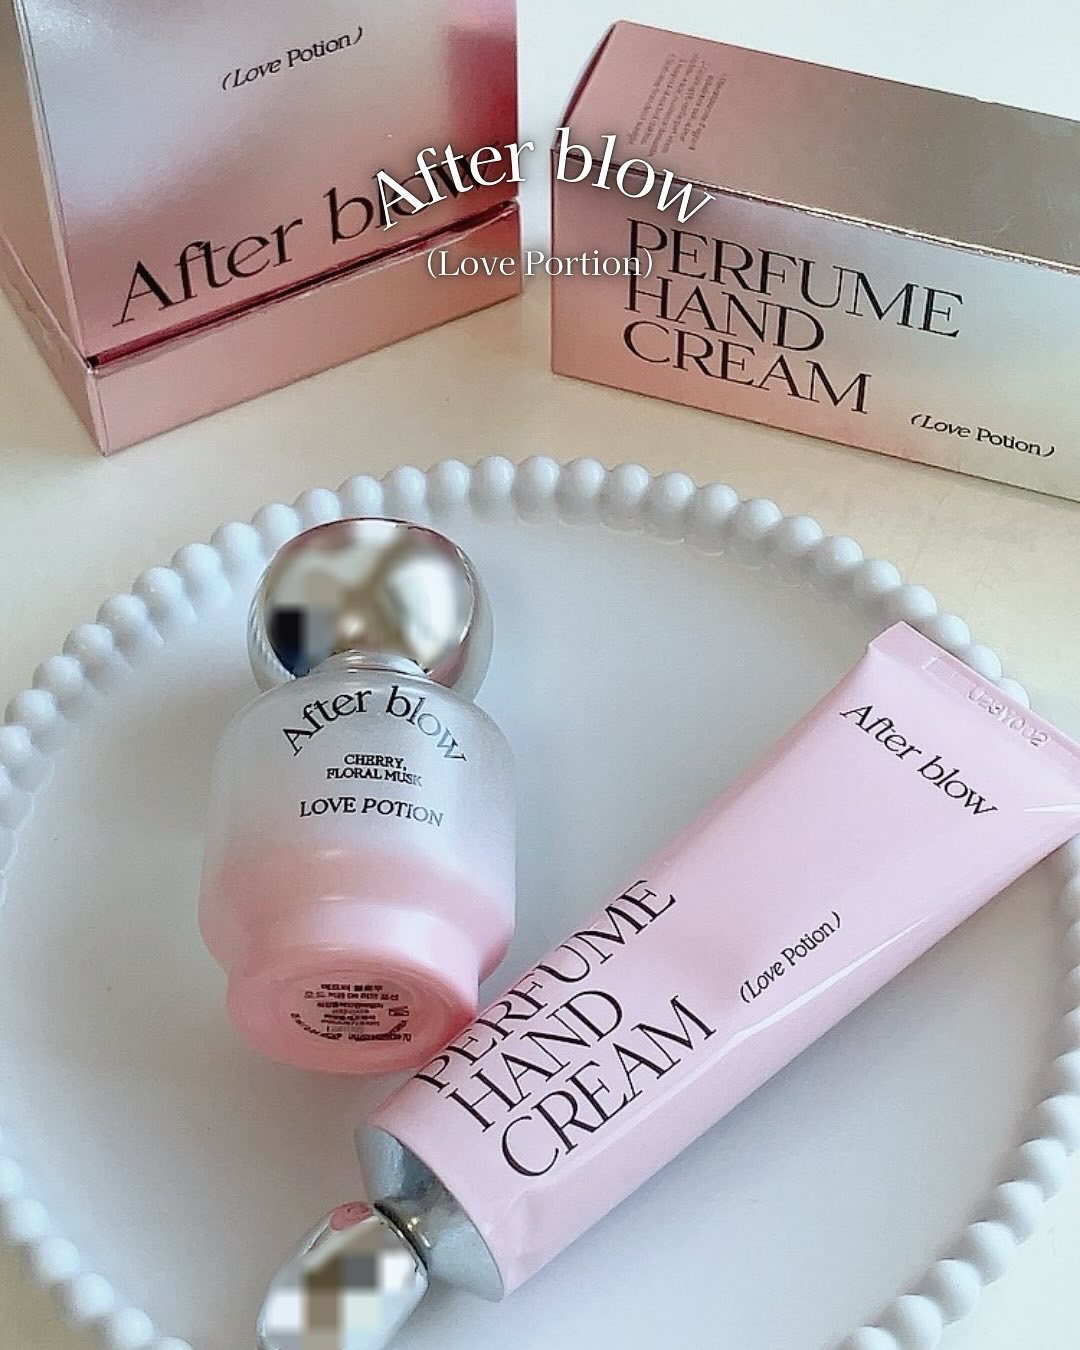 (Love Potion)
After blow
After blow
(Love Portion)
PERFUME
HAND
CREAM
(Love Potion)
After blow
CHERRY,
FLORAL MUSK
LOVE POTION
After blow
PERFUME
HAND
CREAM
(Love Potion)